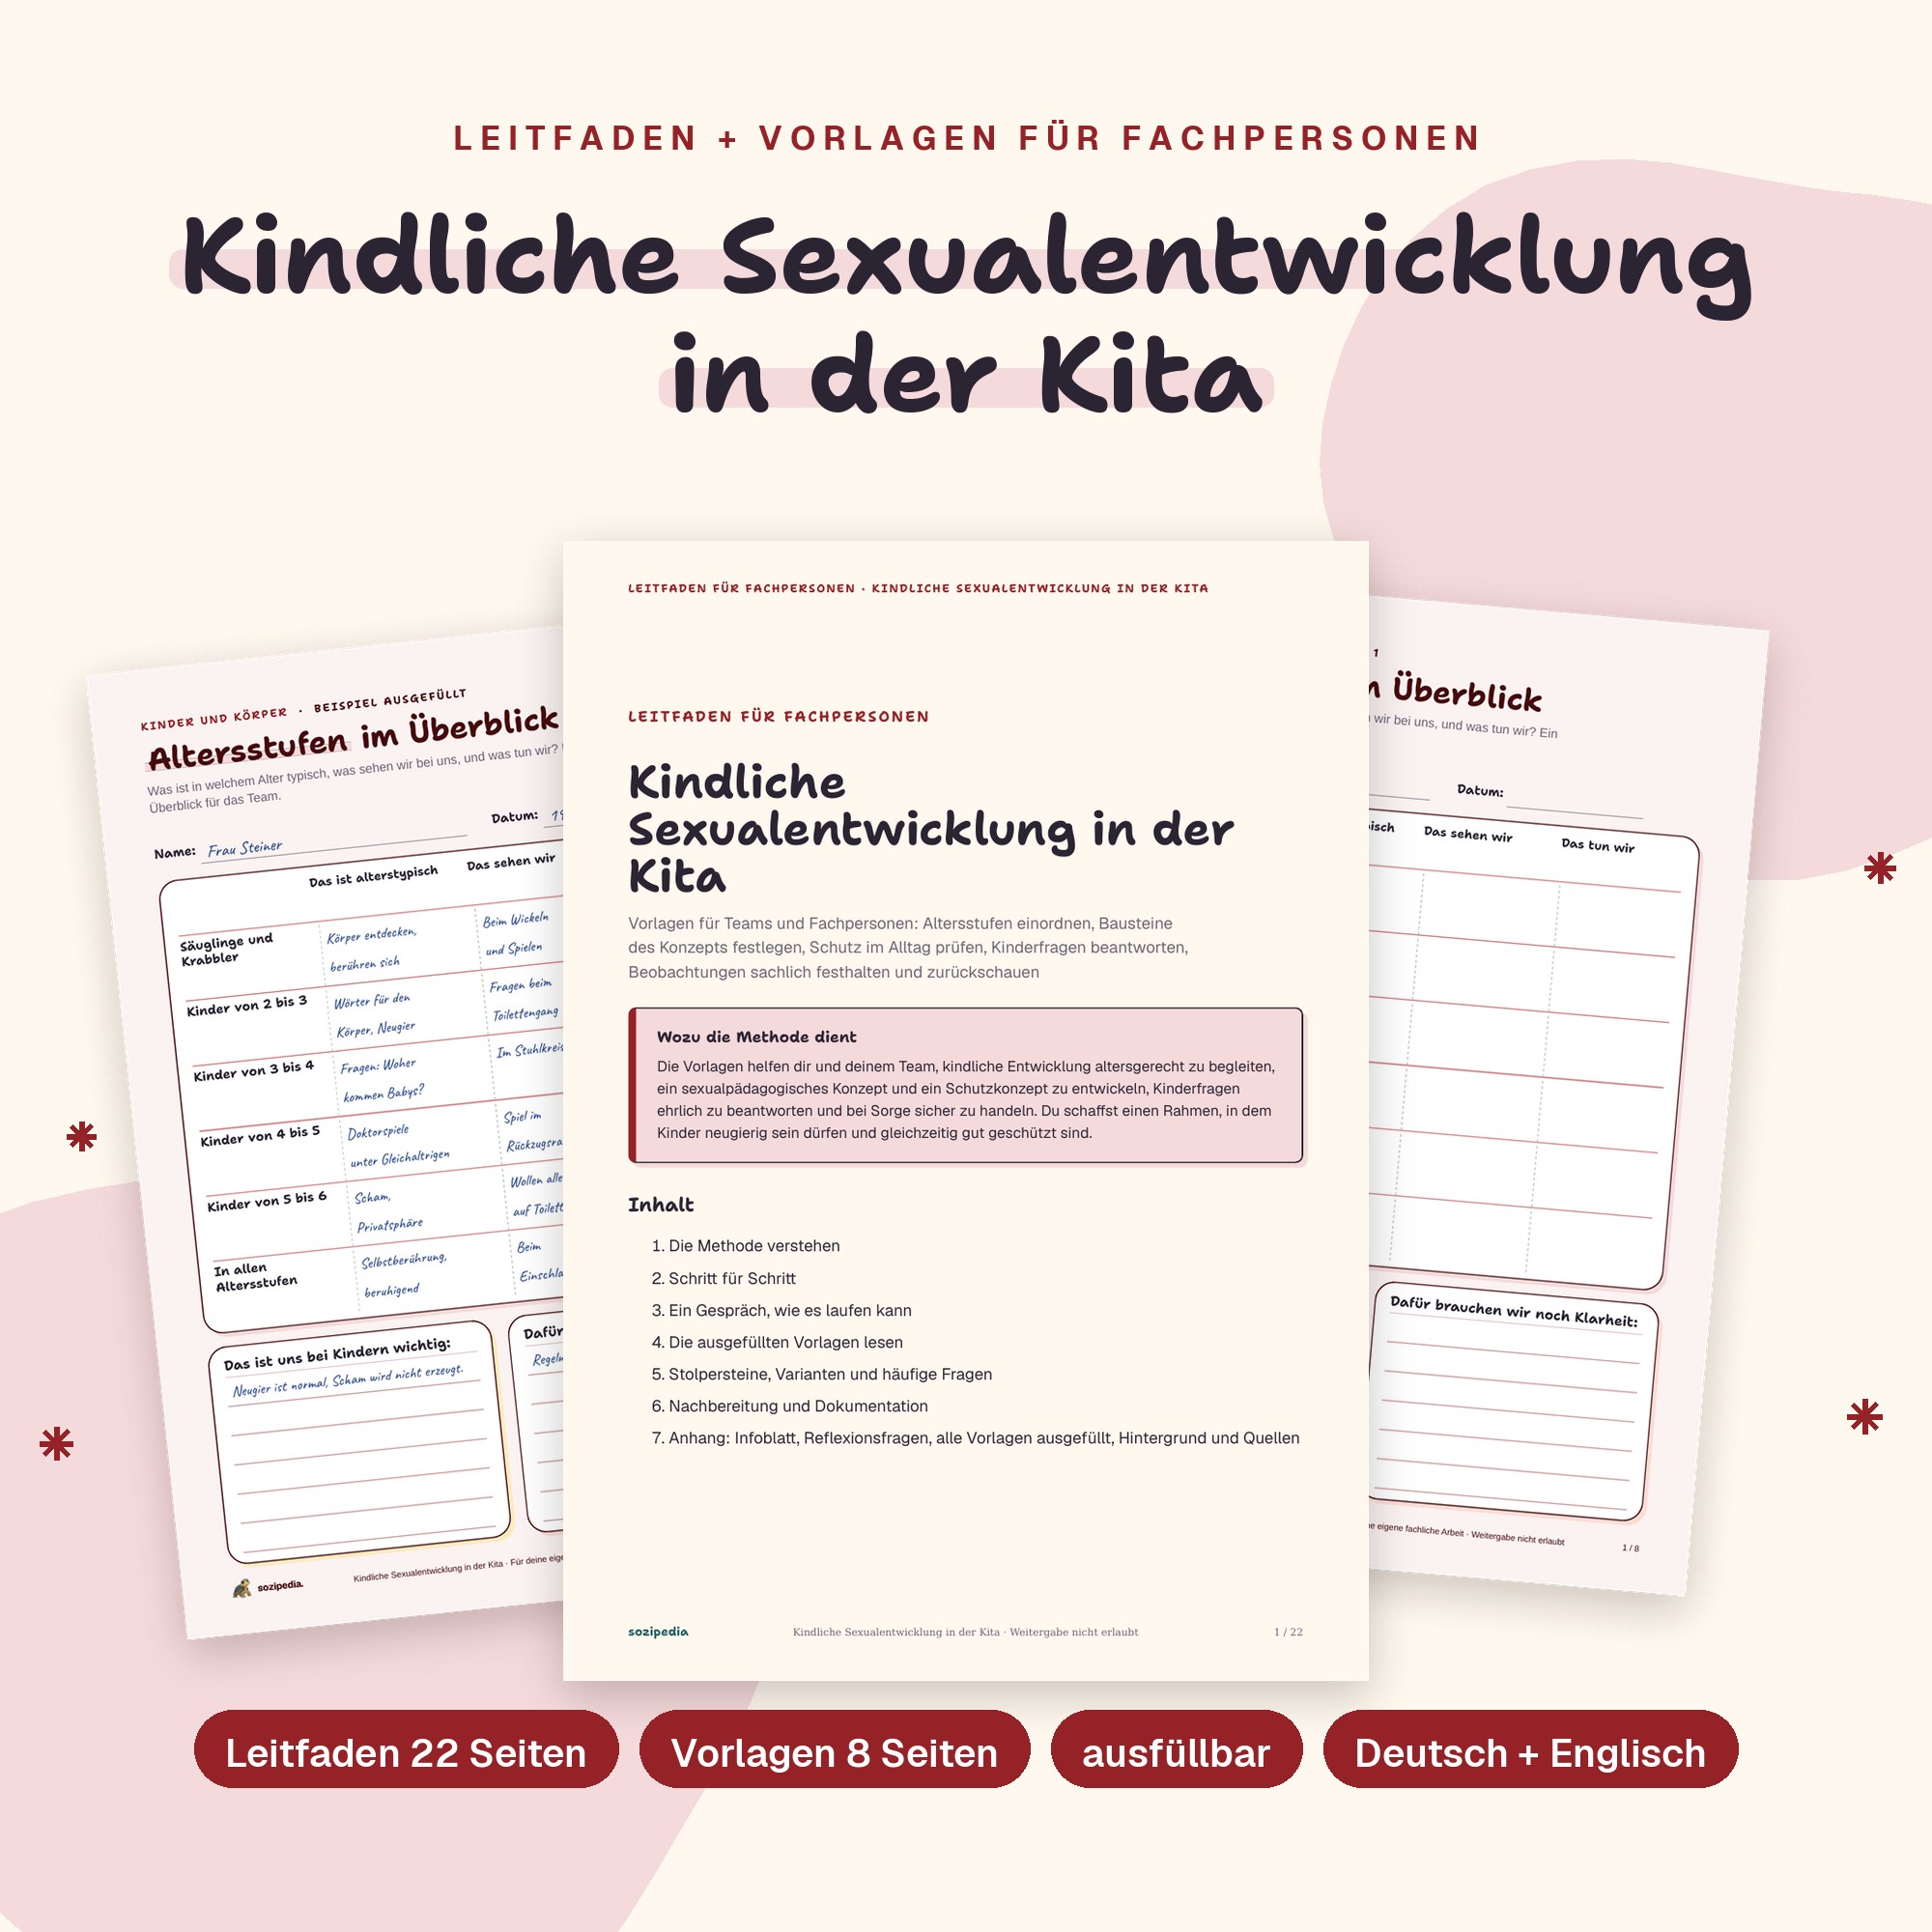 LEITFADEN + VORLAGEN FÜR FACHPERSONEN
Kindliche Sexualentwicklung
in der Kita
KINDER UND KÖRPER · BEISPIEL AUSGEFÜLLT
Altersstufen im Überblick
Was ist in welchem Alter typisch, was sehen wir bei uns, und was tun wir?
Überblick für das Team.
Name: Frau Steiner
Datum:
Das ist alterstypisch
Das sehen wir
Säuglinge und
Krabbler
Körper entdecken,
berühren sich
Beim Wickeln
und Spielen
Kinder von 2 bis 3
Wörter für den
Körper, Neugier
Fragen beim
Toilettengang
Kinder von 3 bis 4
Fragen: Woher
kommen Babys?
Im Stuhlkreis
Kinder von 4 bis 5
Doktorspiele
unter Gleichaltrigen
Spiel im
Kinder von 5 bis 6
Scham,
Privatsphäre
Wollen
auf
In allen
Altersstufen
Selbstberührung,
beruhigend
Beim
Das ist uns bei Kindern wichtig:
Neugier ist normal, Scham wird nicht erzeugt.
Dafür
sozipedia.
Kindliche Sexualentwicklung in der Kita · Für deine
LEITFADEN FÜR FACHPERSONEN · KINDLICHE SEXUALENTWICKLUNG IN DER KITA
LEITFADEN FÜR FACHPERSONEN
Kindliche
Sexualentwicklung in der
Kita
Vorlagen für Teams und Fachpersonen: Altersstufen einordnen, Bausteine
des Konzepts festlegen, Schutz im Alltag prüfen, Kinderfragen beantworten,
Beobachtungen sachlich festhalten und zurückschauen
Wozu die Methode dient
Die Vorlagen helfen dir und deinem Team, kindliche Entwicklung altersgerecht zu begleiten,
ein sexualpädagogisches Konzept und ein Schutzkonzept zu entwickeln, Kinderfragen
ehrlich zu beantworten und bei Sorge sicher zu handeln. Du schaffst einen Rahmen, in dem
Kinder neugierig sein dürfen und gleichzeitig gut geschützt sind.
Inhalt
1. Die Methode verstehen
2. Schritt für Schritt
3. Ein Gespräch, wie es laufen kann
4. Die ausgefüllten Vorlagen lesen
5. Stolpersteine, Varianten und häufige Fragen
6. Nachbereitung und Dokumentation
7. Anhang: Infoblatt, Reflexionsfragen, alle Vorlagen ausgefüllt, Hintergrund und Quellen
sozipedia
Kindliche Sexualentwicklung in der Kita · Weitergabe nicht erlaubt
1 / 22
1
Überblick
wir bei uns, und was tun wir? Ein
Datum:
Das sehen wir
Das tun wir
Dafür brauchen wir noch Klarheit:
eigene fachliche Arbeit · Weitergabe nicht erlaubt
1 / 8
Leitfaden 22 Seiten
Vorlagen 8 Seiten
ausfüllbar
Deutsch + Englisch